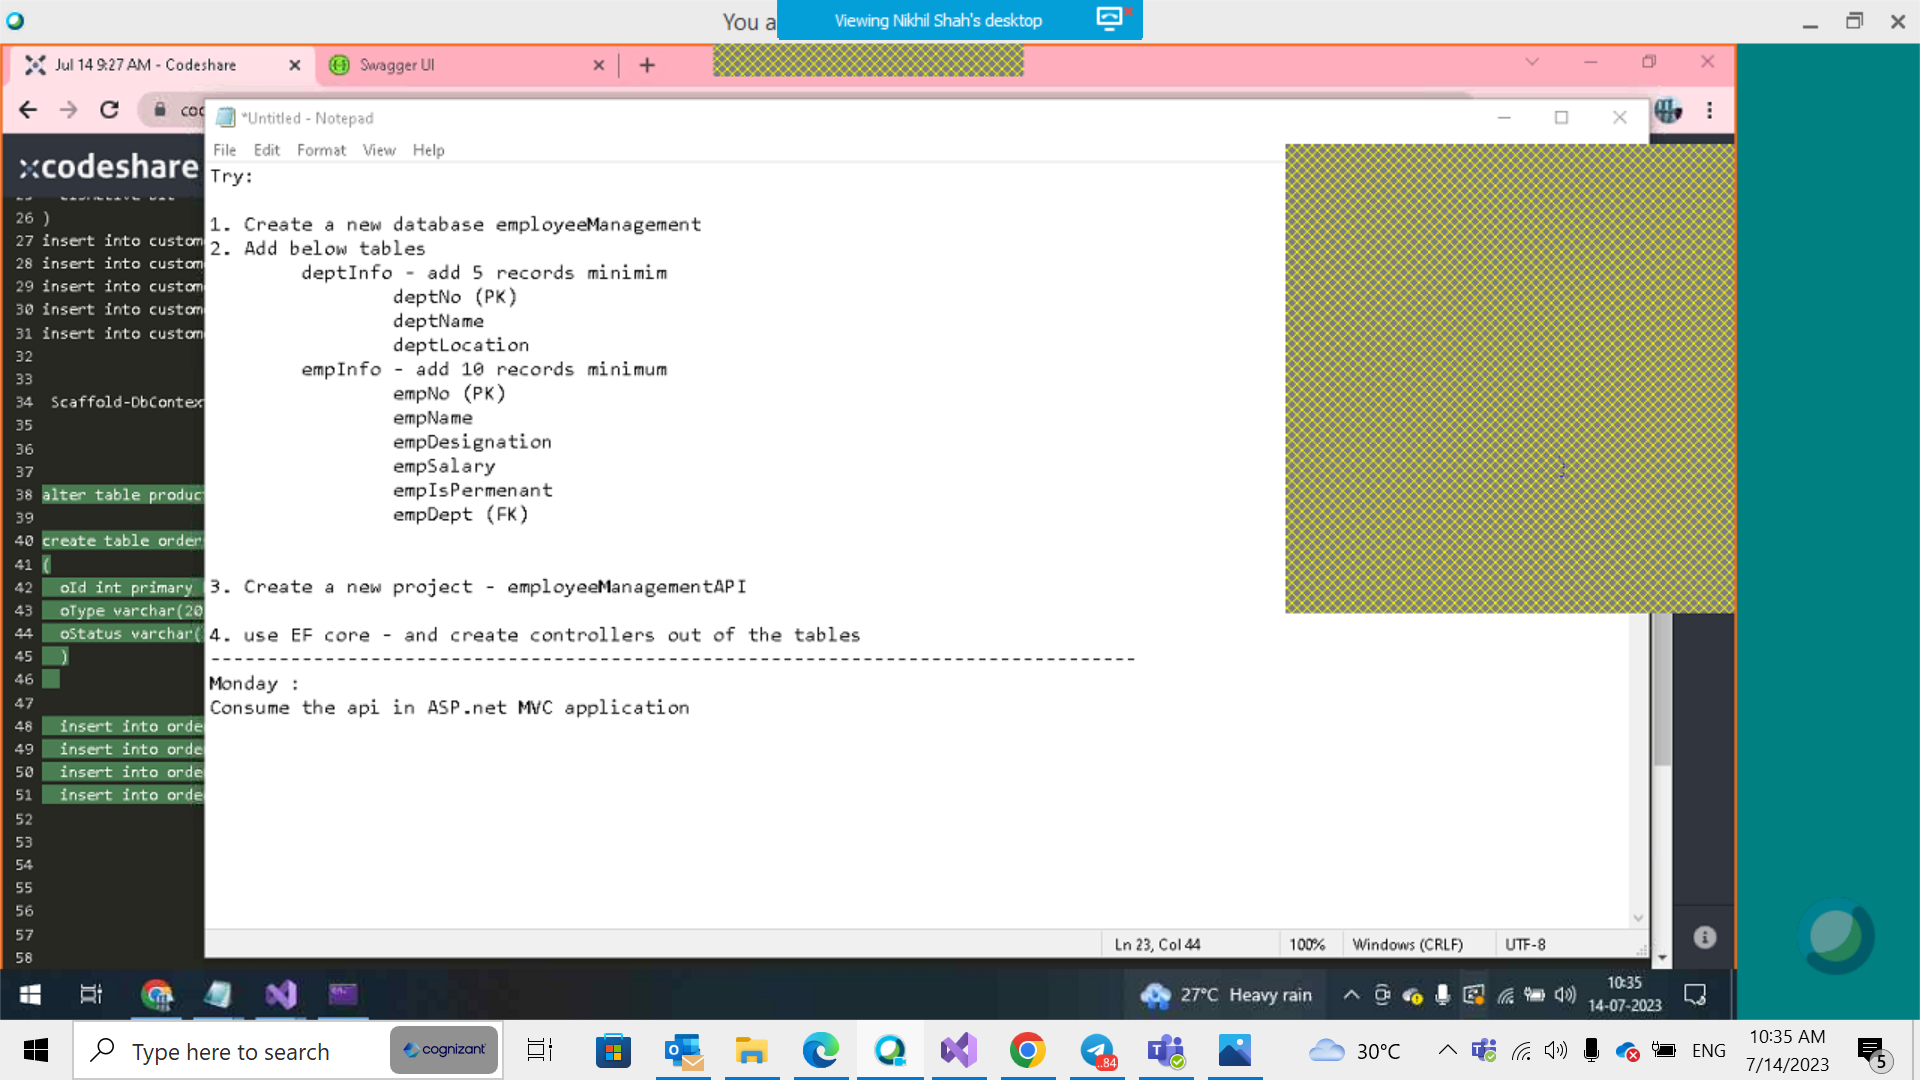 You a
Viewing Nikhil Shah's desktop
Jul 14 9:27 AM - Codeshare
Swagger UI
*Untitled - Notepad
File Edit Format View Help
codeshare
Try:
1. Create a new database employeeManagement
2. Add below tables
deptInfo - add 5 records minimim
deptNo (PK)
deptName
deptLocation
empInfo - add 10 records minimum
empNo (PK)
empName
empDesignation
empSalary
empIsPermenant
empDept (FK)
3. Create a new project - employeeManagementAPI
4. use EF core - and create controllers out of the tables
--------------------------------------------------------------------------------
Monday :
Consume the api in ASP.net MVC application
26 )
27 insert into custom
28 insert into custom
29 insert into custom
30 insert into custom
31 insert into custom
32
33
34 Scaffold-DbContex
35
36
37
38 alter table produc
39
40 create table order
41 (
42 oId int primary
43 oType varchar(20
44 oStatus varchar(
45 )
46
47
48 insert into orde
49 insert into orde
50 insert into orde
51 insert into orde
52
53
54
55
56
57
58
Ln 23, Col 44
100%
Windows (CRLF)
UTF-8
27°C Heavy rain
10:35
14-07-2023
Type here to search
cognizant
..84
30°C
ENG
10:35 AM
7/14/2023
5